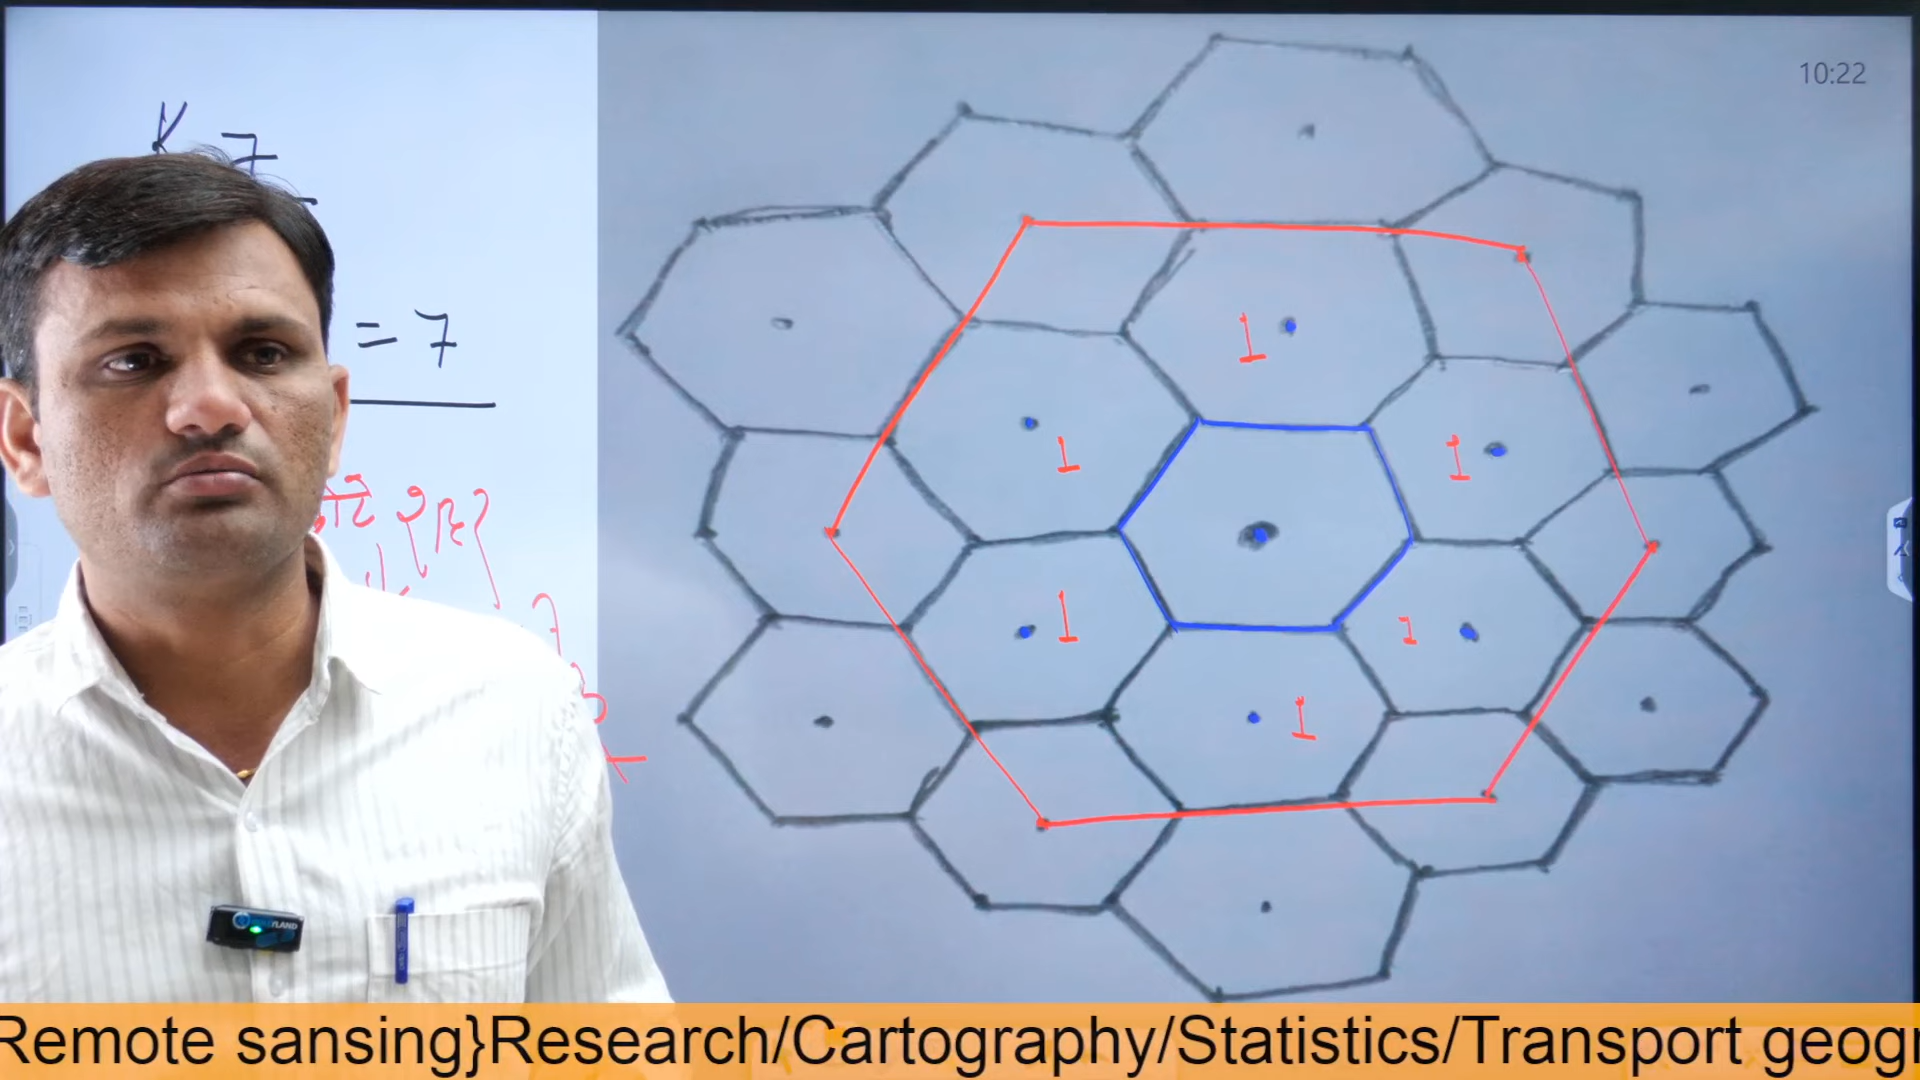 10:22
K 7
= 7
1
1
1
1
1
1
{K}
Remote sansing}Research/Cartography/Statistics/Transport geogr